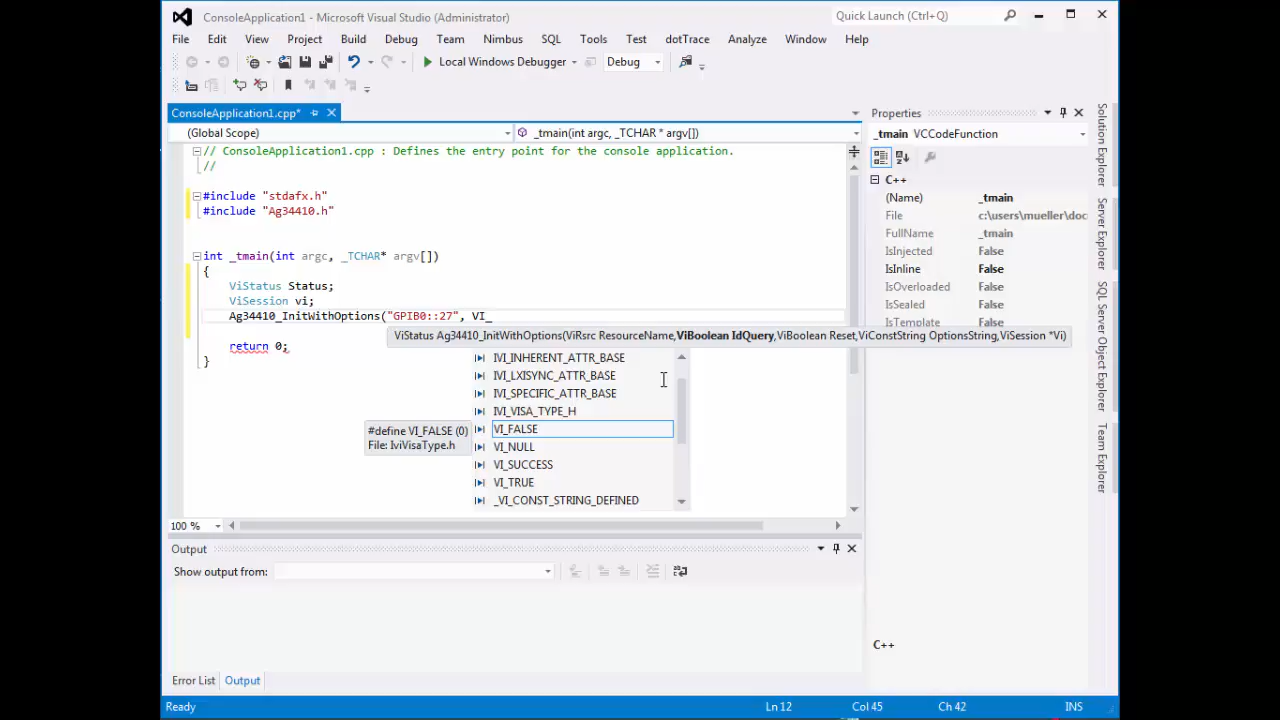 ConsoleApplication1 - Microsoft Visual Studio (Administrator)
Quick Launch (Ctrl+Q)
File Edit View Project Build Debug Team Nimbus SQL Tools Test dotTrace Analyze Window Help
Local Windows Debugger Debug
ConsoleApplication1.cpp*
(Global Scope) _tmain(int argc, _TCHAR * argv[])
// ConsoleApplication1.cpp : Defines the entry point for the console application.
//
#include "stdafx.h"
#include "Ag34410.h"
int _tmain(int argc, _TCHAR* argv[])
{
ViStatus Status;
ViSession vi;
Ag34410_InitWithOptions("GPIB0::27", VI_
ViStatus Ag34410_InitWithOptions(ViRsrc ResourceName,ViBoolean IdQuery,ViBoolean Reset,ViConstString OptionsString,ViSession *Vi)
return 0;
}
IVI_INHERENT_ATTR_BASE
IVI_LXISYNC_ATTR_BASE
IVI_SPECIFIC_ATTR_BASE
IVI_VISA_TYPE_H
VI_FALSE
VI_NULL
VI_SUCCESS
VI_TRUE
_VI_CONST_STRING_DEFINED
#define VI_FALSE (0)
File: IviVisaType.h
100 %
Output
Show output from:
Error List Output
Properties
_tmain VCCodeFunction
C++
(Name) _tmain
File c:\users\mueller\doc
FullName _tmain
IsInjected False
IsInline False
IsOverloaded False
IsSealed False
IsTemplate False
C++
Solution Explorer
Server Explorer
SQL Server Object Explorer
Team Explorer
Ready Ln 12 Col 45 Ch 42 INS